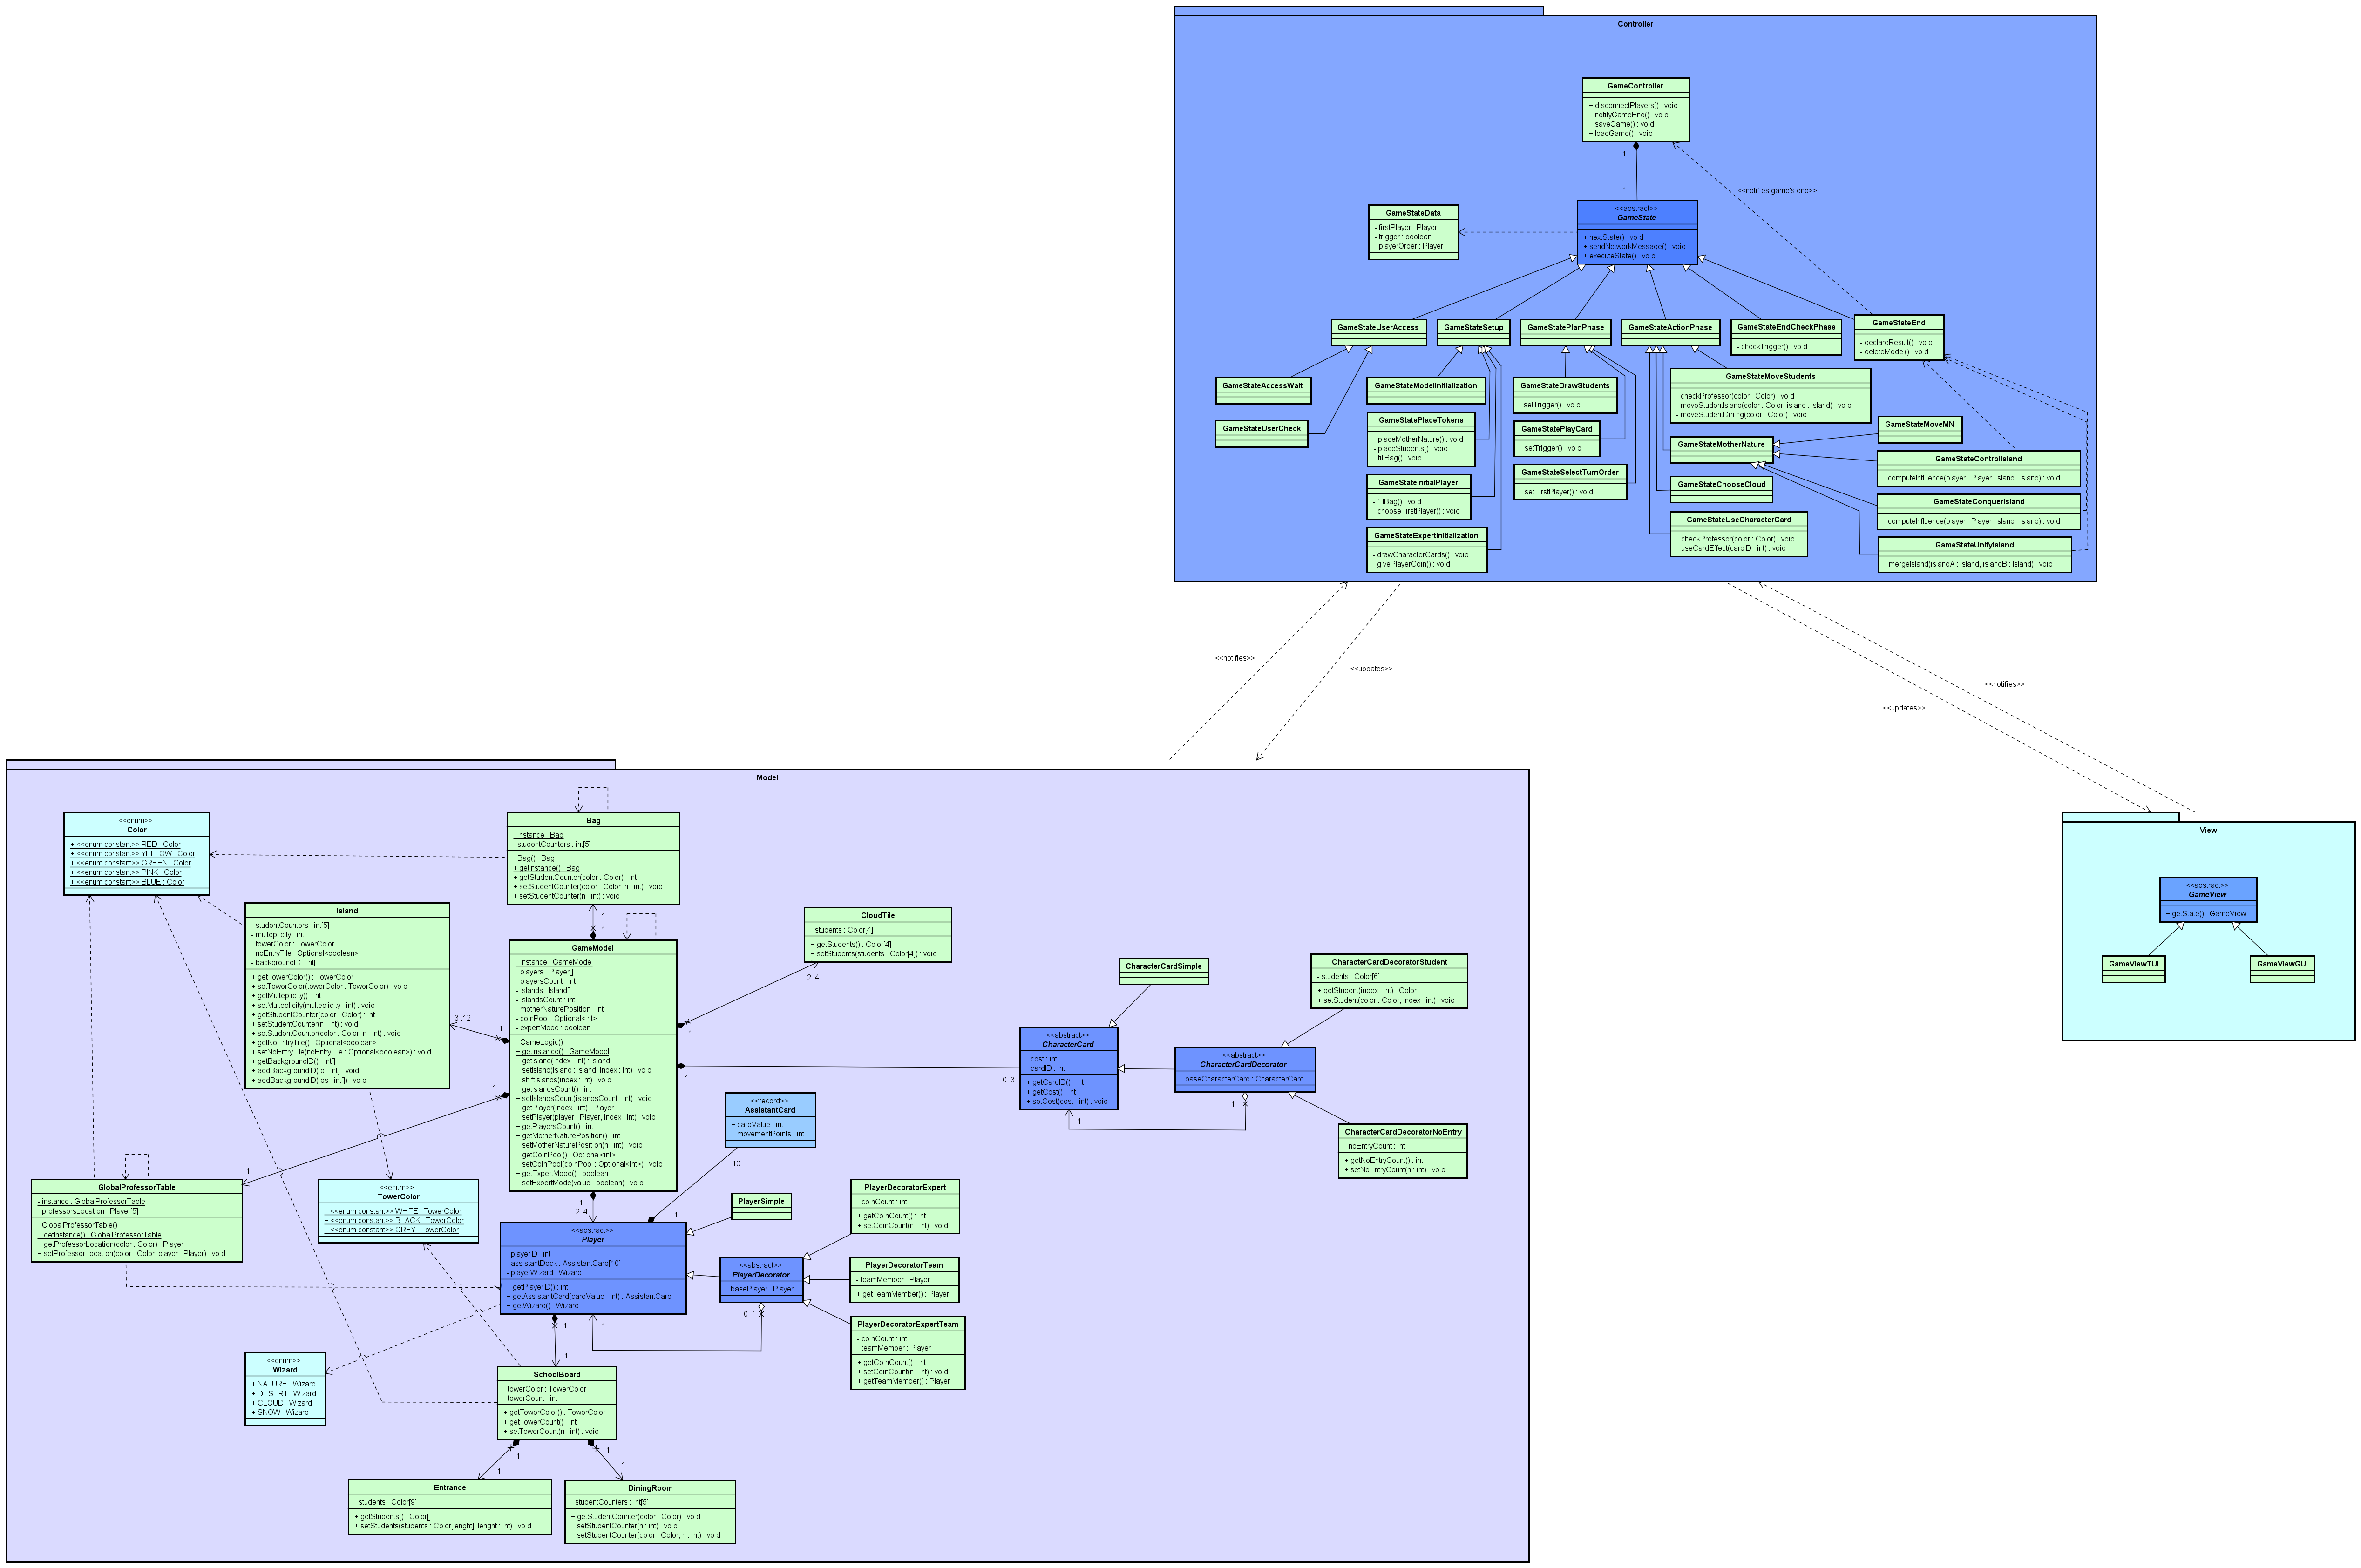 Controller
GameController
+ disconnectPlayers() : void
+ notifyGameEnd() : void
+ saveGame() : void
+ loadGame() : void
1
1
<<notifies game's end>>
<<abstract>>
GameState
+ nextState() : void
+ sendNetworkMessage() : void
+ executeState() : void
GameStateData
- firstPlayer : Player
- trigger : boolean
- playerOrder : Player[]
GameStateUserAccess
GameStateSetup
GameStatePlanPhase
GameStateActionPhase
GameStateEndCheckPhase
- checkTrigger() : void
GameStateEnd
- declareResult() : void
- deleteModel() : void
GameStateAccessWait
GameStateUserCheck
GameStateModelInitialization
GameStatePlaceTokens
- placeMotherNature() : void
- placeStudents() : void
- fillBag() : void
GameStateInitialPlayer
- fillBag() : void
- chooseFirstPlayer() : void
GameStateExpertInitialization
- drawCharacterCards() : void
- givePlayerCoin() : void
GameStateDrawStudents
- setTrigger() : void
GameStatePlayCard
- setTrigger() : void
GameStateSelectTurnOrder
- setFirstPlayer() : void
GameStateMoveStudents
- checkProfessor(color : Color) : void
- moveStudentIsland(color : Color, island : Island) : void
- moveStudentDining(color : Color) : void
GameStateMotherNature
GameStateChooseCloud
GameStateUseCharacterCard
- checkProfessor(color : Color) : void
- useCardEffect(cardID : int) : void
GameStateMoveMN
GameStateControlIsland
- computeInfluence(player : Player, island : Island) : void
GameStateConquerIsland
- computeInfluence(player : Player, island : Island) : void
GameStateUnifyIsland
- mergeIsland(islandA : Island, islandB : Island) : void
<<notifies>>
<<updates>>
<<notifies>>
<<updates>>
Model
<<enum>>
Color
+ <<enum constant>> RED : Color
+ <<enum constant>> YELLOW : Color
+ <<enum constant>> GREEN : Color
+ <<enum constant>> PINK : Color
+ <<enum constant>> BLUE : Color
Bag
- instance : Bag
- studentCounters : int[5]
- Bag() : Bag
+ getInstance() : Bag
+ getStudentCounter(color : Color) : int
+ setStudentCounter(color : Color, n : int) : void
+ setStudentCounter(n : int) : void
1
1
Island
- studentCounters : int[5]
- multeplicity : int
- towerColor : TowerColor
- noEntryTile : Optional<boolean>
- backgroundID : int[]
+ getTowerColor() : TowerColor
+ setTowerColor(towerColor : TowerColor) : void
+ getMulteplicity() : int
+ setMulteplicity(multeplicity : int) : void
+ getStudentCounter(color : Color) : int
+ setStudentCounter(n : int) : void
+ setStudentCounter(color : Color, n : int) : void
+ getNoEntryTile() : Optional<boolean>
+ setNoEntryTile(noEntryTile : Optional<boolean>) : void
+ getBackgroundID() : int[]
+ addBackgroundID(id : int) : void
+ addBackgroundID(ids : int[]) : void
3..12
1
1
1
GameModel
- instance : GameModel
- players : Player[]
- playersCount : int
- islands : Island[]
- islandsCount : int
- motherNaturePosition : int
- coinPool : Optional<int>
- expertMode : boolean
- GameLogic()
+ getInstance() : GameModel
+ getIsland(index : int) : Island
+ setIsland(island : Island, index : int) : void
+ shiftIslands(index : int) : void
+ getIslandsCount() : int
+ setIslandsCount(islandsCount : int) : void
+ getPlayer(index : int) : Player
+ setPlayer(player : Player, index : int) : void
+ getPlayersCount() : int
+ getMotherNaturePosition() : int
+ setMotherNaturePosition(n : int) : void
+ getCoinPool() : Optional<int>
+ setCoinPool(coinPool : Optional<int>) : void
+ getExpertMode() : boolean
+ setExpertMode(value : boolean) : void
CloudTile
- students : Color[4]
+ getStudents() : Color[4]
+ setStudents(students : Color[4]) : void
2..4
1
1
0..3
CharacterCardSimple
<<abstract>>
CharacterCard
- cost : int
- cardID : int
+ getCardID() : int
+ getCost() : int
+ setCost(cost : int) : void
CharacterCardDecoratorStudent
- students : Color[6]
+ getStudent(index : int) : Color
+ setStudent(color : Color, index : int) : void
<<abstract>>
CharacterCardDecorator
- baseCharacterCard : CharacterCard
1
1
CharacterCardDecoratorNoEntry
- noEntryCount : int
+ getNoEntryCount() : int
+ setNoEntryCount(n : int) : void
<<record>>
AssistantCard
+ cardValue : int
+ movementPoints : int
10
1
GlobalProfessorTable
- instance : GlobalProfessorTable
- professorsLocation : Player[5]
- GlobalProfessorTable()
+ getInstance() : GlobalProfessorTable
+ getProfessorLocation(color : Color) : Player
+ setProfessorLocation(color : Color, player : Player) : void
<<enum>>
TowerColor
+ <<enum constant>> WHITE : TowerColor
+ <<enum constant>> BLACK : TowerColor
+ <<enum constant>> GREY : TowerColor
1
2..4
<<abstract>>
Player
- playerID : int
- assistantDeck : AssistantCard[10]
- playerWizard : Wizard
+ getPlayerID() : int
+ getAssistantCard(cardValue : int) : AssistantCard
+ getWizard() : Wizard
PlayerSimple
<<abstract>>
PlayerDecorator
- basePlayer : Player
0..1
1
PlayerDecoratorExpert
- coinCount : int
+ getCoinCount() : int
+ setCoinCount(n : int) : void
PlayerDecoratorTeam
- teamMember : Player
+ getTeamMember() : Player
PlayerDecoratorExpertTeam
- coinCount : int
- teamMember : Player
+ getCoinCount() : int
+ setCoinCount(n : int) : void
+ getTeamMember() : Player
<<enum>>
Wizard
+ NATURE : Wizard
+ DESERT : Wizard
+ CLOUD : Wizard
+ SNOW : Wizard
1
1
SchoolBoard
- towerColor : TowerColor
- towerCount : int
+ getTowerColor() : TowerColor
+ getTowerCount() : int
+ setTowerCount(n : int) : void
1
1
1
1
Entrance
- students : Color[9]
+ getStudents() : Color[]
+ setStudents(students : Color[lenght], lenght : int) : void
DiningRoom
- studentCounters : int[5]
+ getStudentCounter(color : Color) : void
+ setStudentCounter(n : int) : void
+ setStudentCounter(color : Color, n : int) : void
View
<<abstract>>
GameView
+ getState() : GameView
GameViewTUI
GameViewGUI